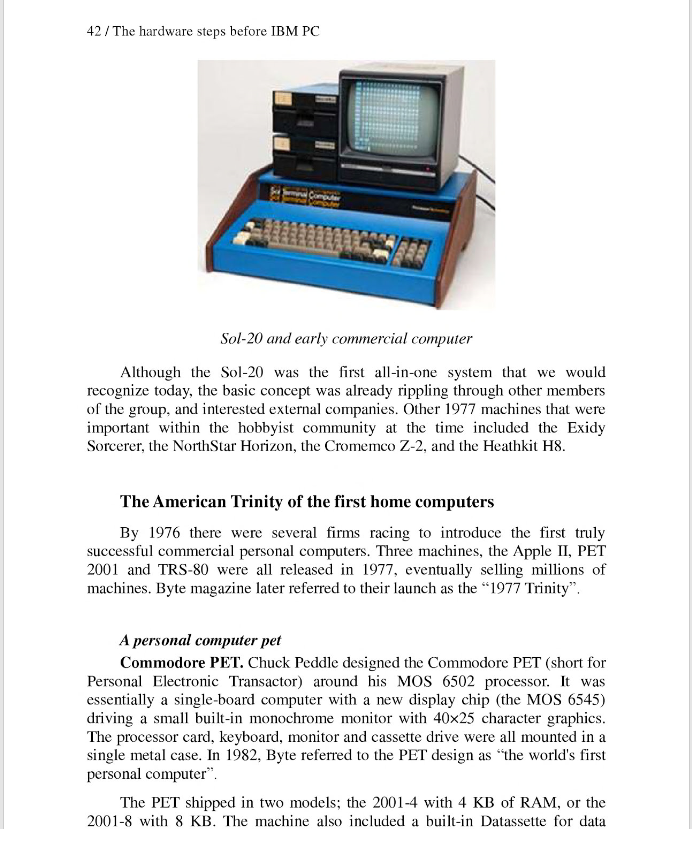 42 / The hardware steps before IBM PC
Sol Terminal Computer
Sol-20 and early commercial computer
Although the Sol-20 was the first all-in-one system that we would
recognize today, the basic concept was already rippling through other members
of the group, and interested external companies. Other 1977 machines that were
important within the hobbyist community at the time included the Exidy
Sorcerer, the NorthStar Horizon, the Cromemco Z-2, and the Heathkit H8.
The American Trinity of the first home computers
By 1976 there were several firms racing to introduce the first truly
successful commercial personal computers. Three machines, the Apple II, PET
2001 and TRS-80 were all released in 1977, eventually selling millions of
machines. Byte magazine later referred to their launch as the “1977 Trinity”.
A personal computer pet
Commodore PET. Chuck Peddle designed the Commodore PET (short for
Personal Electronic Transactor) around his MOS 6502 processor. It was
essentially a single-board computer with a new display chip (the MOS 6545)
driving a small built-in monochrome monitor with 40×25 character graphics.
The processor card, keyboard, monitor and cassette drive were all mounted in a
single metal case. In 1982, Byte referred to the PET design as “the world's first
personal computer”.
The PET shipped in two models; the 2001-4 with 4 KB of RAM, or the
2001-8 with 8 KB. The machine also included a built-in Datassette for data